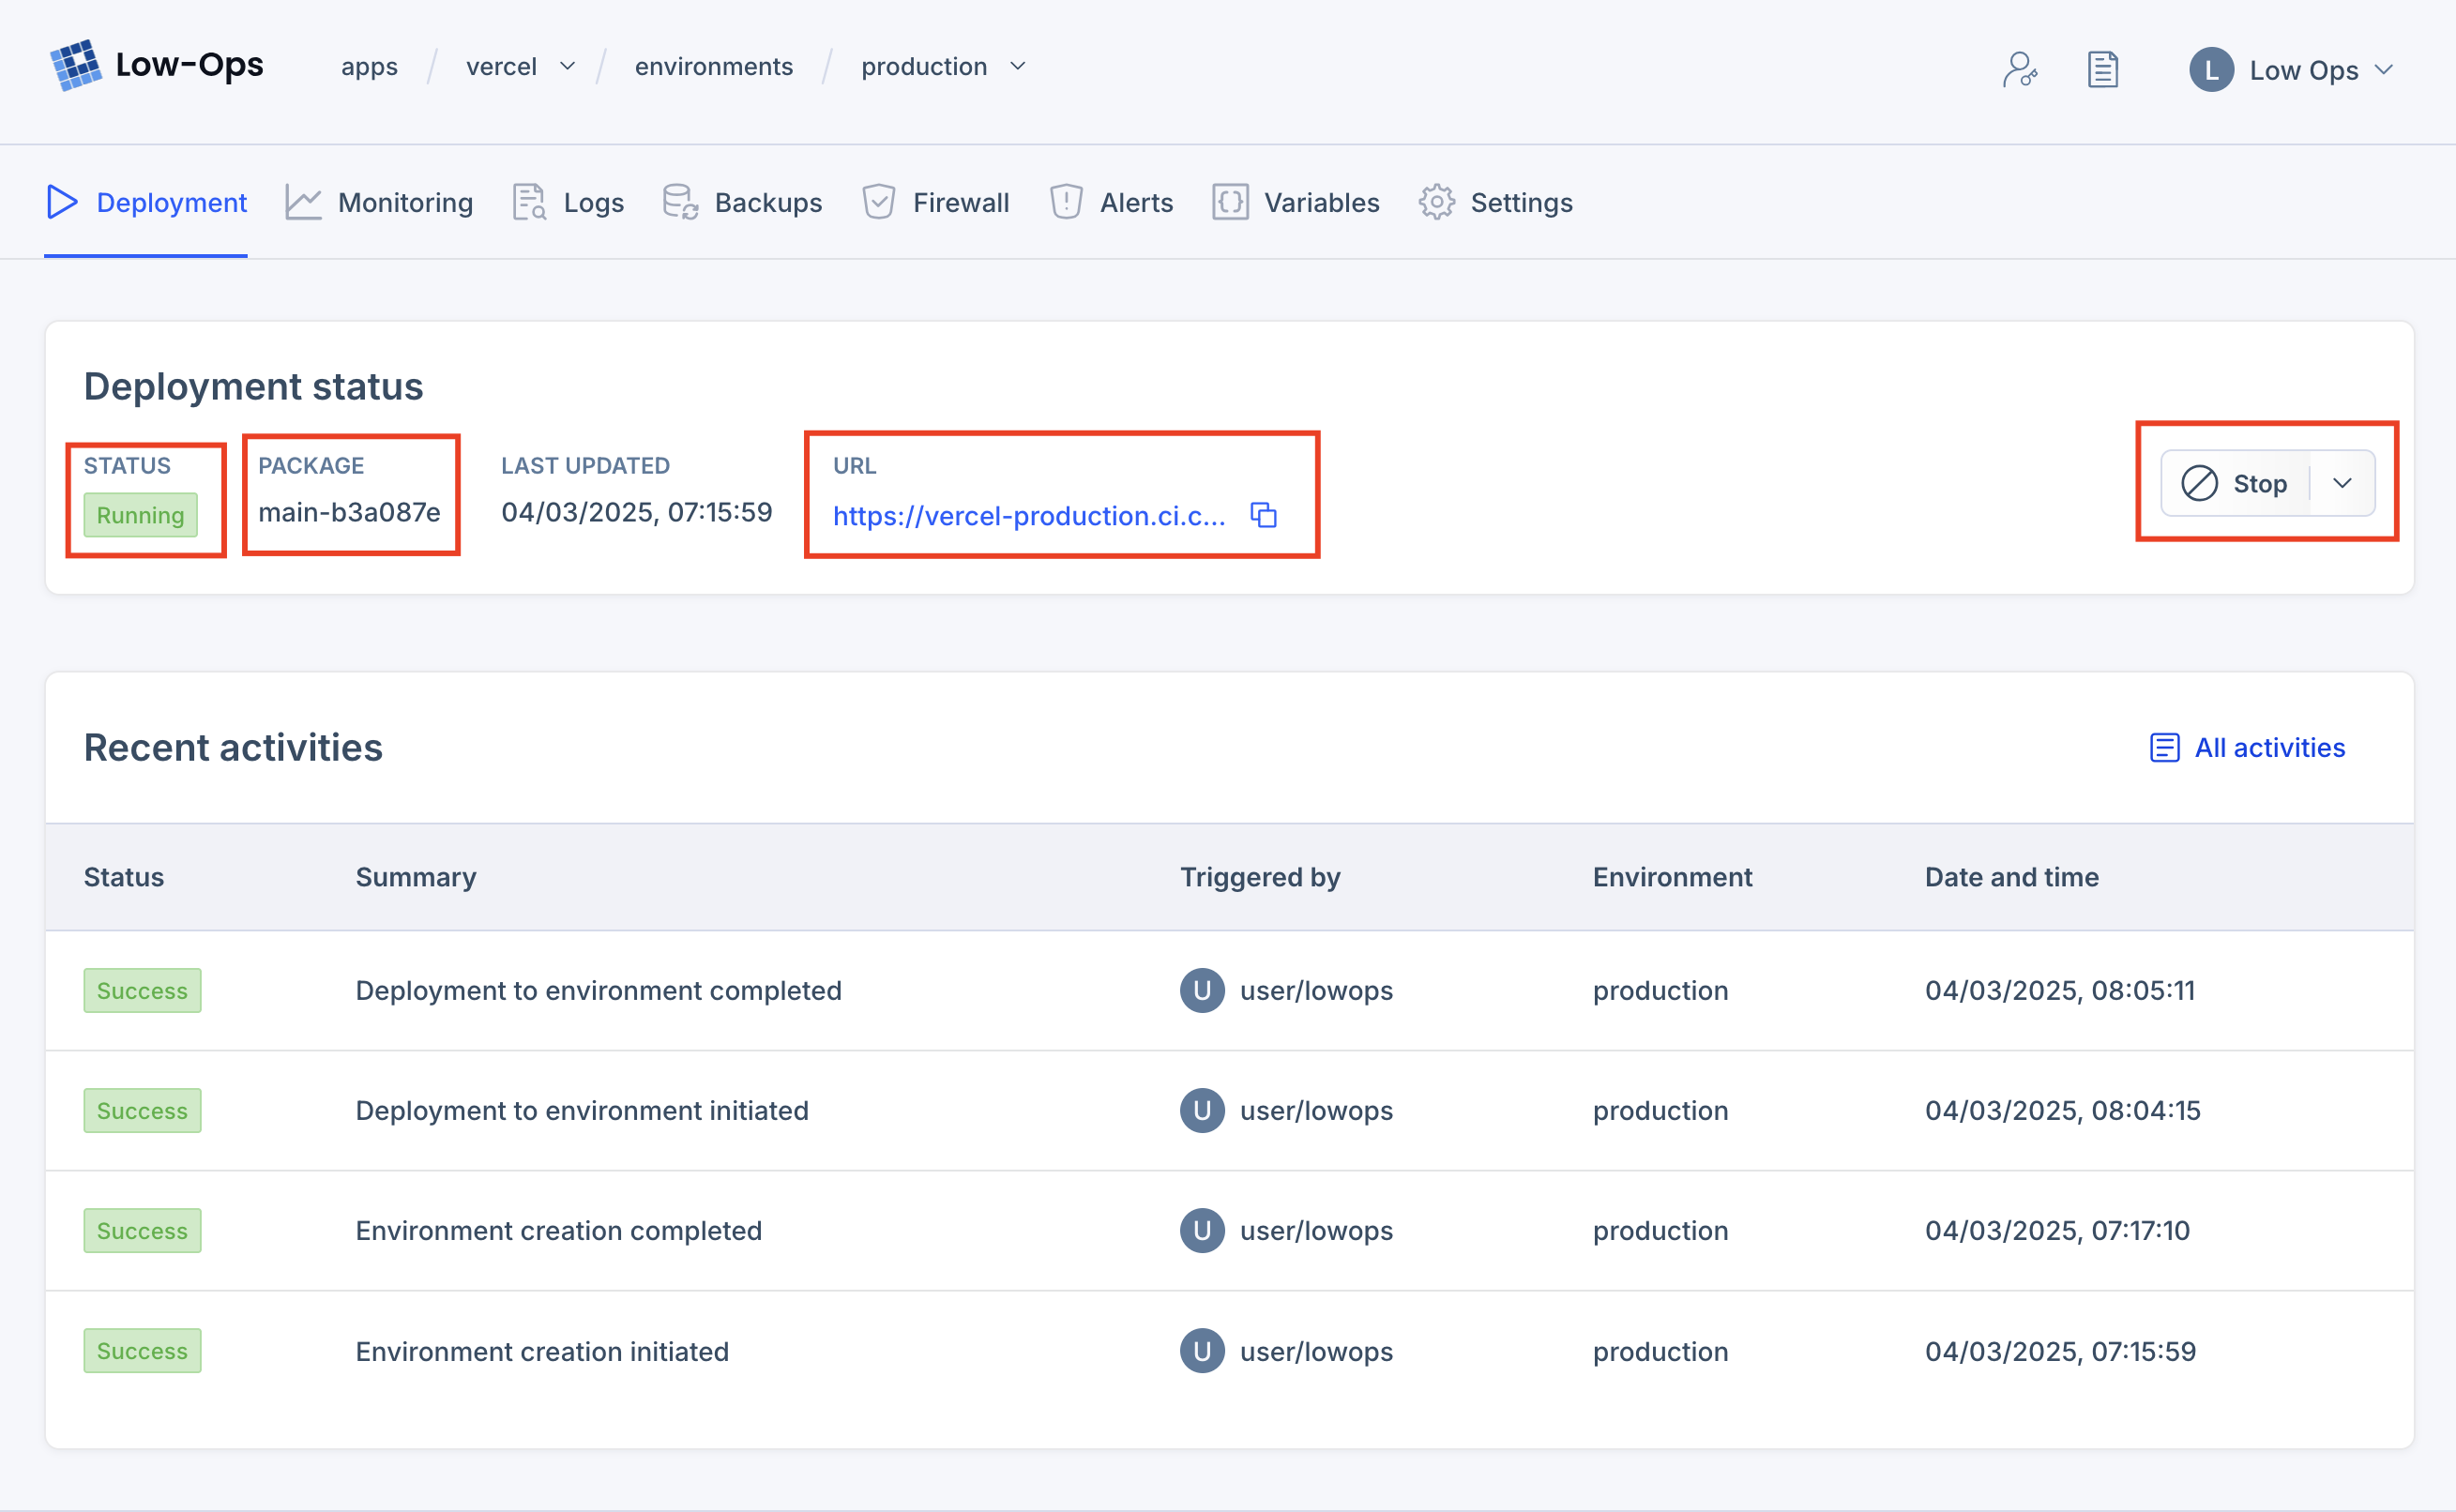 Low-Ops apps / vercel / environments / production L Low Ops
Deployment Monitoring Logs Backups Firewall Alerts Variables Settings
Deployment status
STATUS PACKAGE LAST UPDATED URL
Running main-b3a087e 04/03/2025, 07:15:59 https://vercel-production.ci.c... Stop
Recent activities All activities
Status Summary Triggered by Environment Date and time
Success Deployment to environment completed U user/lowops production 04/03/2025, 08:05:11
Success Deployment to environment initiated U user/lowops production 04/03/2025, 08:04:15
Success Environment creation completed U user/lowops production 04/03/2025, 07:17:10
Success Environment creation initiated U user/lowops production 04/03/2025, 07:15:59